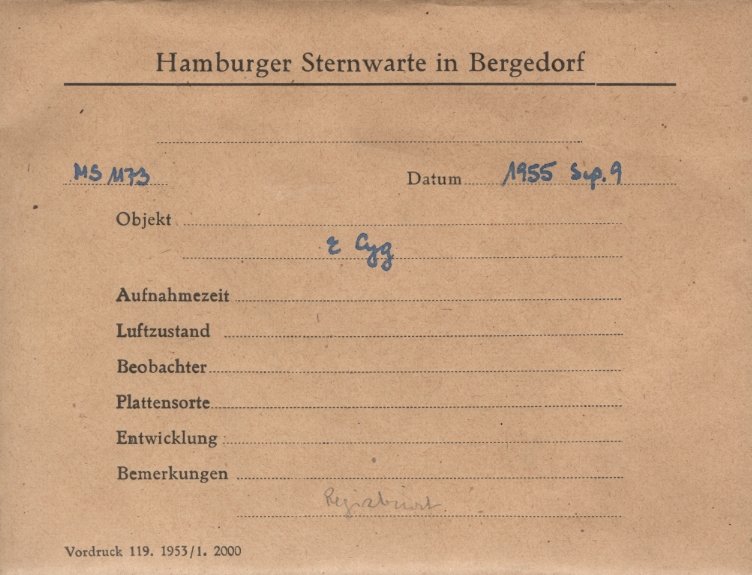 Hamburger Sternwarte in Bergedorf
MS 1173 Datum 1955 Sep. 9
Objekt
ε Cyg
Aufnahmezeit
Luftzustand
Beobachter
Plattensorte
Entwicklung
Bemerkungen
Registriert
Vordruck 119. 1953/1. 2000